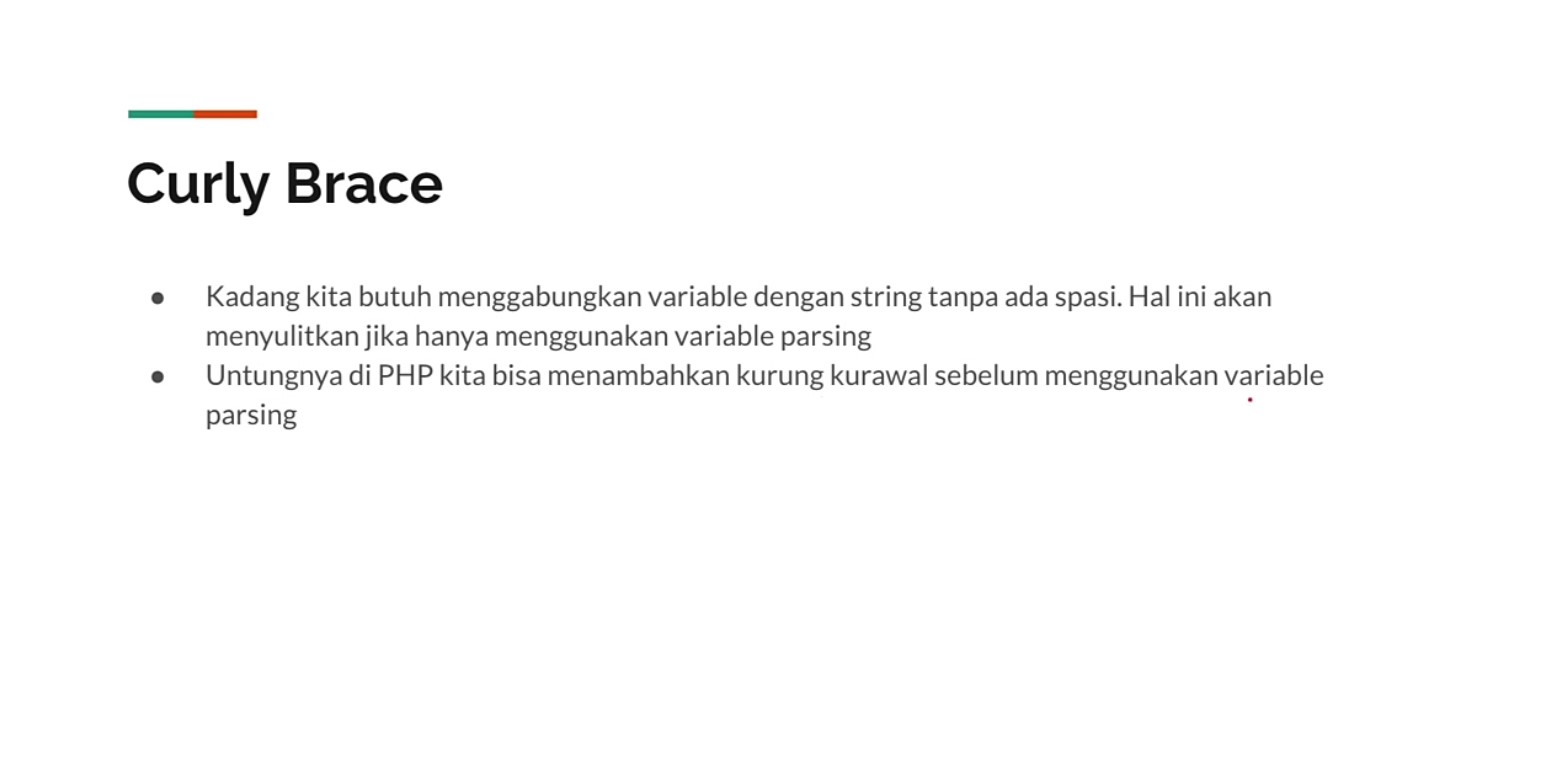 Curly Brace
● Kadang kita butuh menggabungkan variable dengan string tanpa ada spasi. Hal ini akan
menyulitkan jika hanya menggunakan variable parsing
● Untungnya di PHP kita bisa menambahkan kurung kurawal sebelum menggunakan variable
parsing